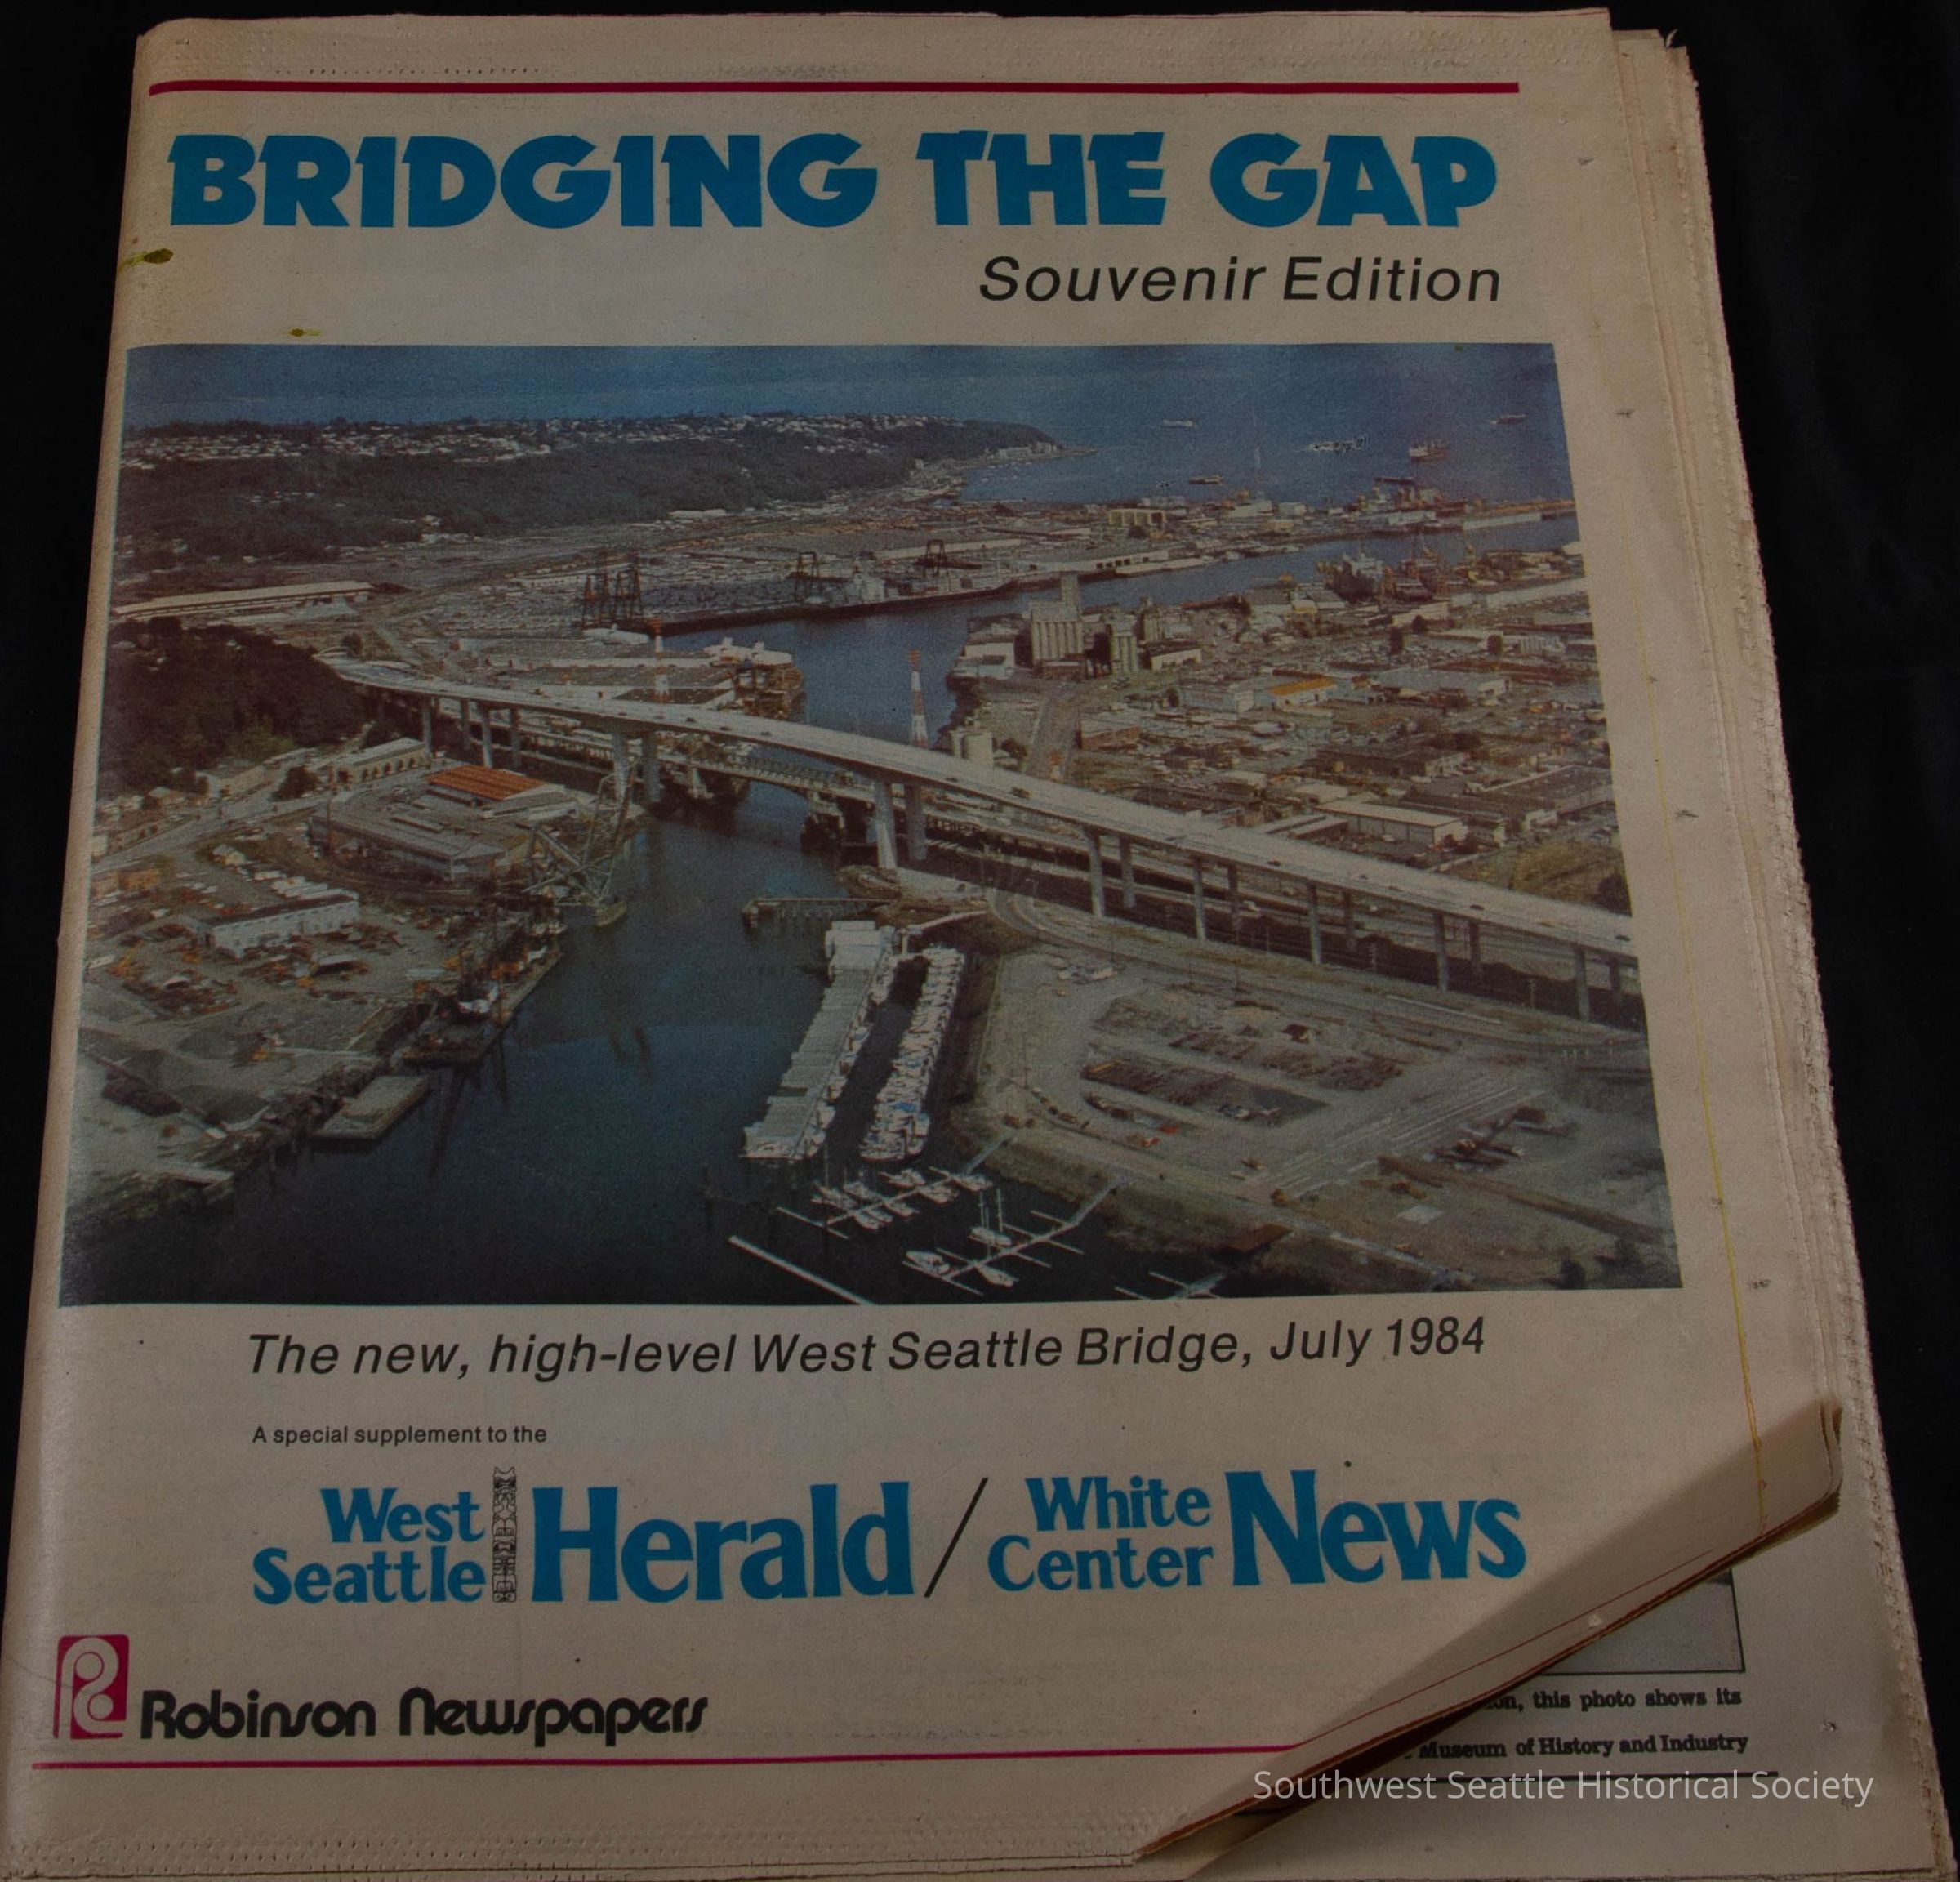 BRIDGING THE GAP
Souvenir Edition
The new, high-level West Seattle Bridge, July 1984
A special supplement to the
West Seattle Herald / White Center News
Robinson Newspapers
this photo shows its
Museum of History and Industry
Southwest Seattle Historical Society